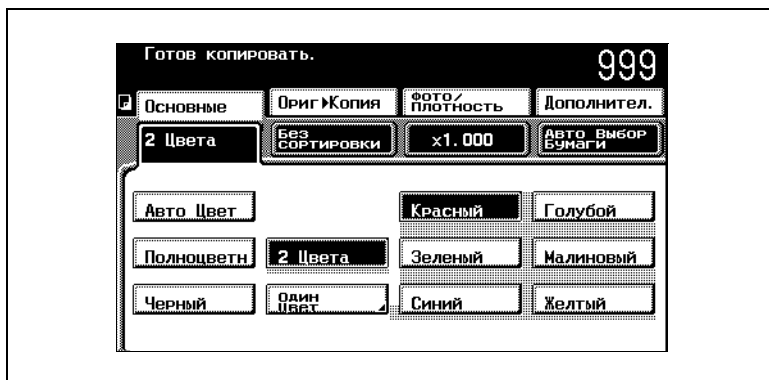 Готов копировать.
999
Основные
Ориг▶Копия
ФОТО/
ПЛОТНОСТЬ
Дополнител.
2 Цвета
Без
СОРТИРОВКИ
×1.000
Авто Выбор
Бумаги
Авто Цвет
Красный
Голубой
Полноцветн
2 Цвета
Зеленый
Малиновый
Черный
Один
Цвет
Синий
Желтый